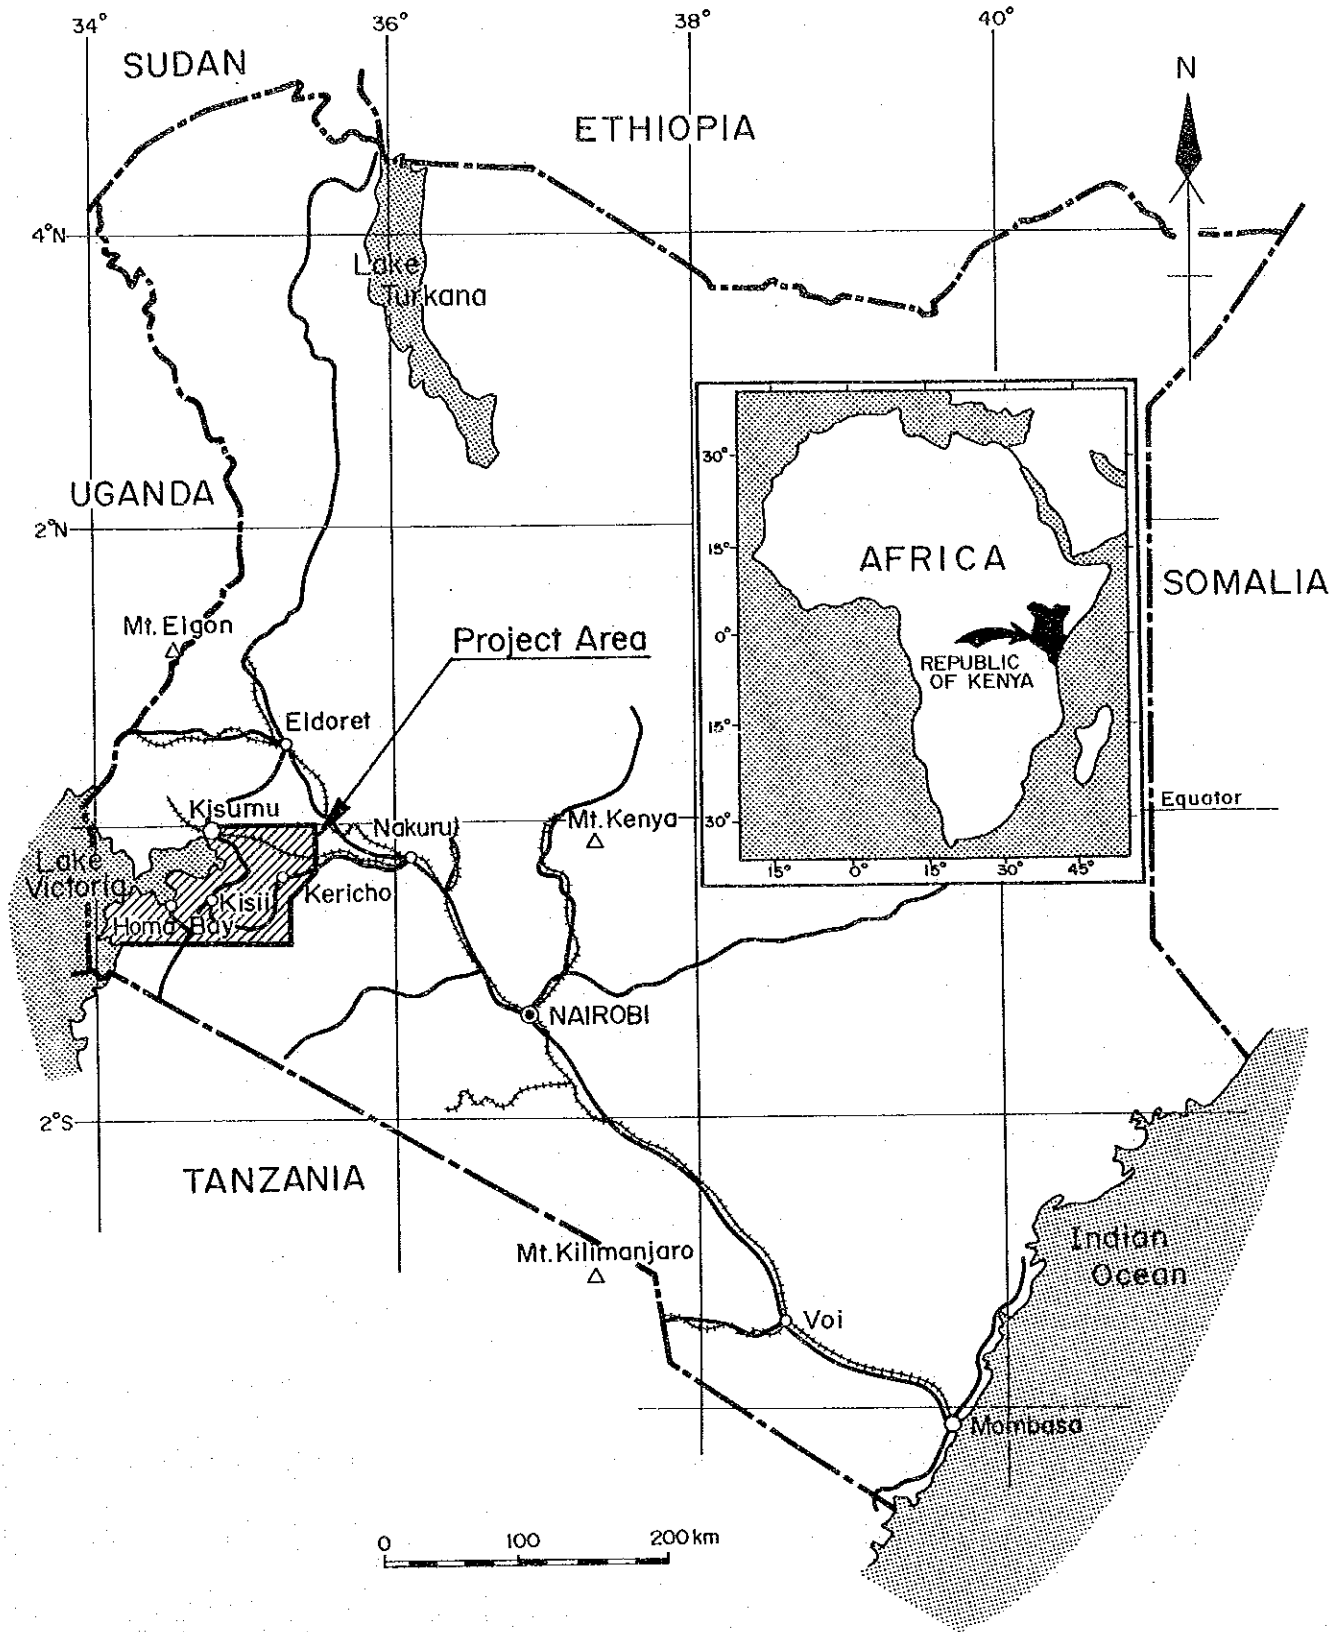 34° 36° 38° 40°
SUDAN
N
ETHIOPIA
4°N
Lake
Turkana
UGANDA
2°N
30°
15°
0°
15°
30°
15° 0° 15° 30° 45°
AFRICA
REPUBLIC
OF KENYA
SOMALIA
Mt. Elgon
Project Area
Eldoret
Equator
Kisumu
Nakuru
Mt. Kenya
Lake
Victoria
Kisii
Kericho
Homa Bay
NAIROBI
2°S
TANZANIA
Mt. Kilimanjaro
Indian
Ocean
Voi
Mombasa
0 100 200 km